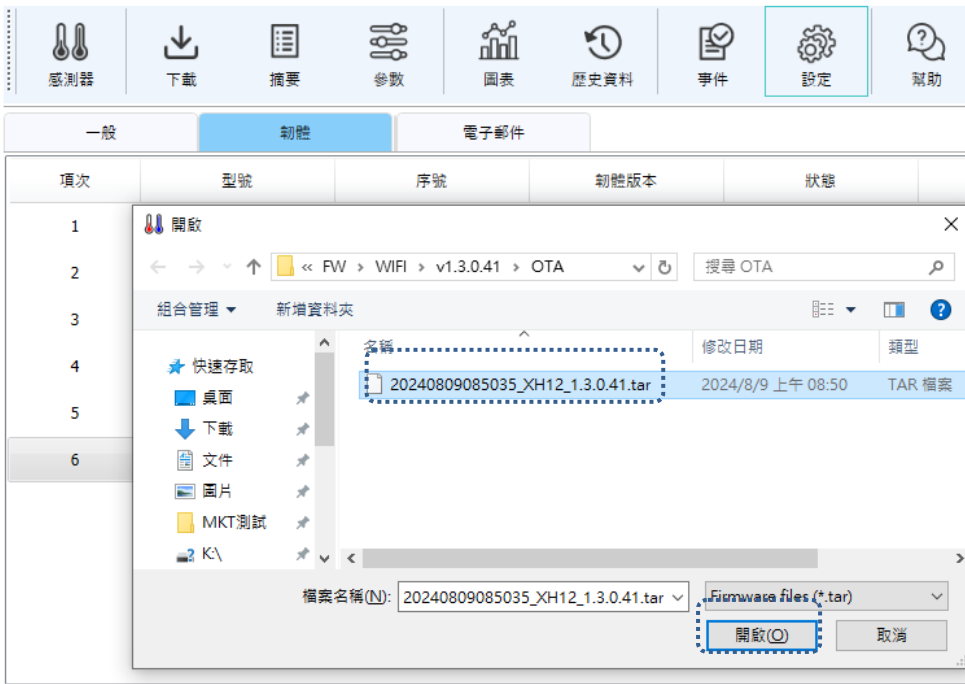 感測器 下載 摘要 參數 圖表 歷史資料 事件 設定 幫助
一般 韌體 電子郵件
項次 型號 序號 韌體版本 狀態
1
開啟
2
« FW > WIFI > v1.3.0.41 > OTA 搜尋 OTA
3
組合管理 新增資料夾
名稱 修改日期 類型
4
快速存取
20240809085035_XH12_1.3.0.41.tar 2024/8/9 上午 08:50 TAR 檔案
桌面
5
下載
6
文件
圖片
MKT測試
K:\
檔案名稱(N): 20240809085035_XH12_1.3.0.41.tar Firmware files (*.tar)
開啟(O) 取消